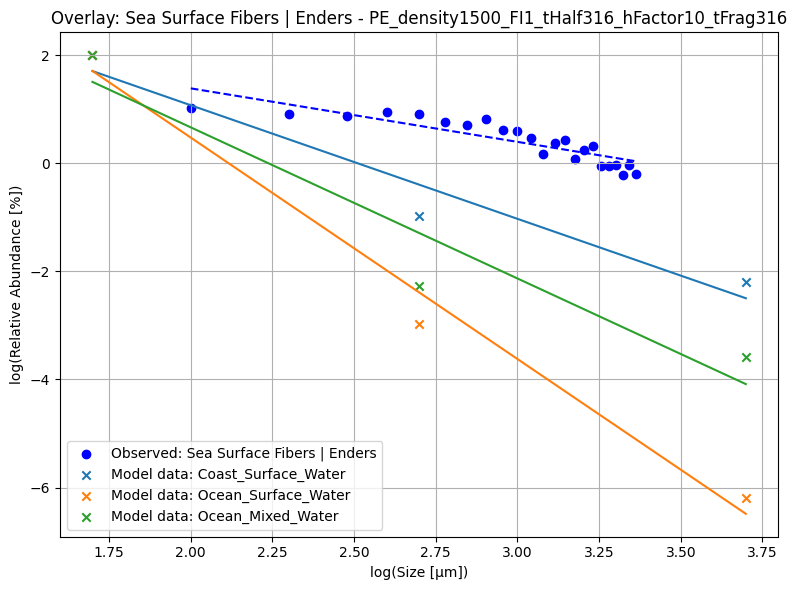 Overlay: Sea Surface Fibers | Enders - PE_density1500_FI1_tHalf316_hFactor10_tFrag316
log(Relative Abundance [%])
2
0
−2
−4
−6
Observed: Sea Surface Fibers | Enders
Model data: Coast_Surface_Water
Model data: Ocean_Surface_Water
Model data: Ocean_Mixed_Water
1.75 2.00 2.25 2.50 2.75 3.00 3.25 3.50 3.75
log(Size [μm])